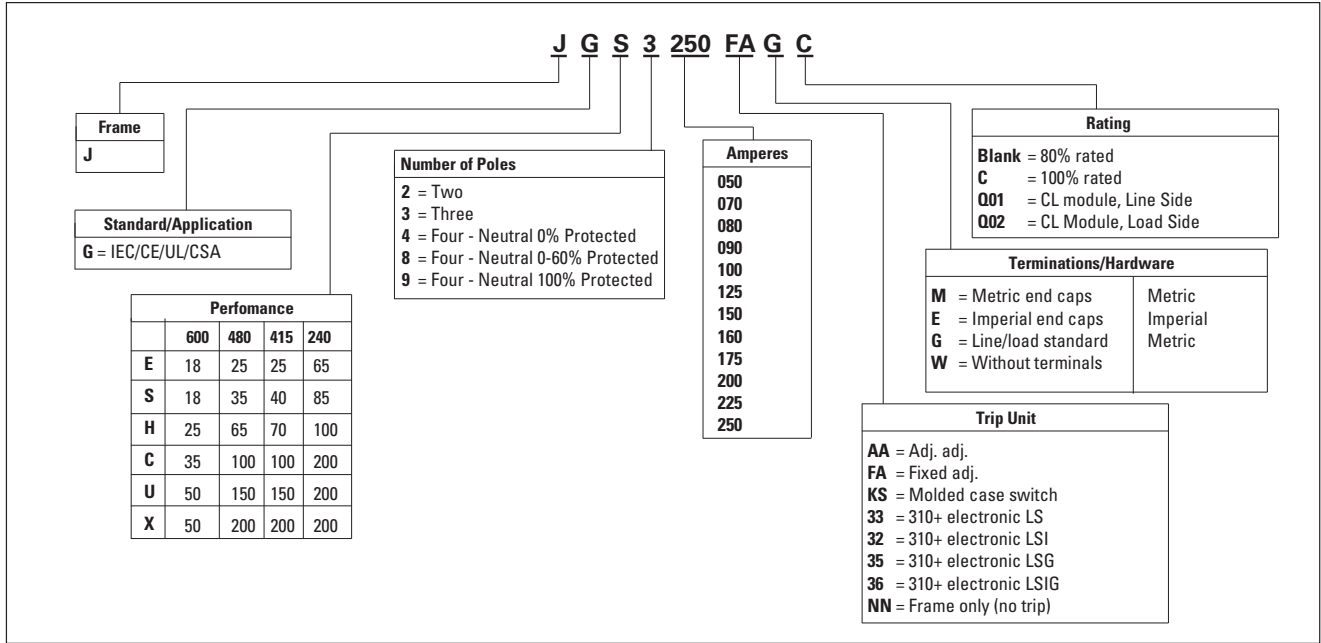 J G S 3 250 FA G C
Frame
J
Standard/Application
G = IEC/CE/UL/CSA
Perfomance
600 480 415 240
E 18 25 25 65
S 18 35 40 85
H 25 65 70 100
C 35 100 100 200
U 50 150 150 200
X 50 200 200 200
Number of Poles
2 = Two
3 = Three
4 = Four - Neutral 0% Protected
8 = Four - Neutral 0-60% Protected
9 = Four - Neutral 100% Protected
Amperes
050
070
080
090
100
125
150
160
175
200
225
250
Rating
Blank = 80% rated
C = 100% rated
Q01 = CL module, Line Side
Q02 = CL Module, Load Side
Terminations/Hardware
M = Metric end caps Metric
E = Imperial end caps Imperial
G = Line/load standard Metric
W = Without terminals
Trip Unit
AA = Adj. adj.
FA = Fixed adj.
KS = Molded case switch
33 = 310+ electronic LS
32 = 310+ electronic LSI
35 = 310+ electronic LSG
36 = 310+ electronic LSIG
NN = Frame only (no trip)